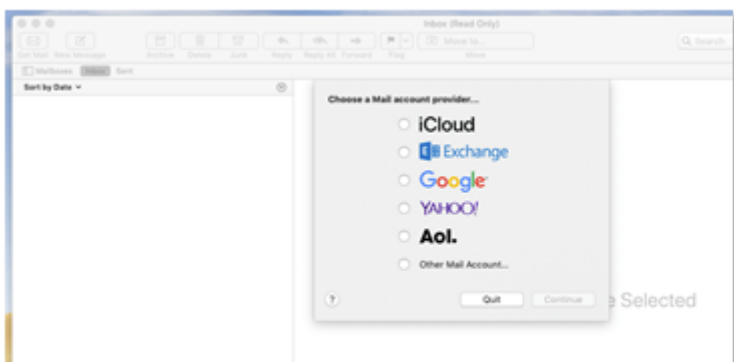 Inbox (Read Only)
Move to...
Search
Get Mail New Message Archive Delete Junk Reply Reply All Forward Flag Move
Mailboxes Inbox Sent
Sort by Date
Choose a Mail account provider...
iCloud
Exchange
Google
YAHOO!
Aol.
Other Mail Account...
? Quit Continue
e Selected